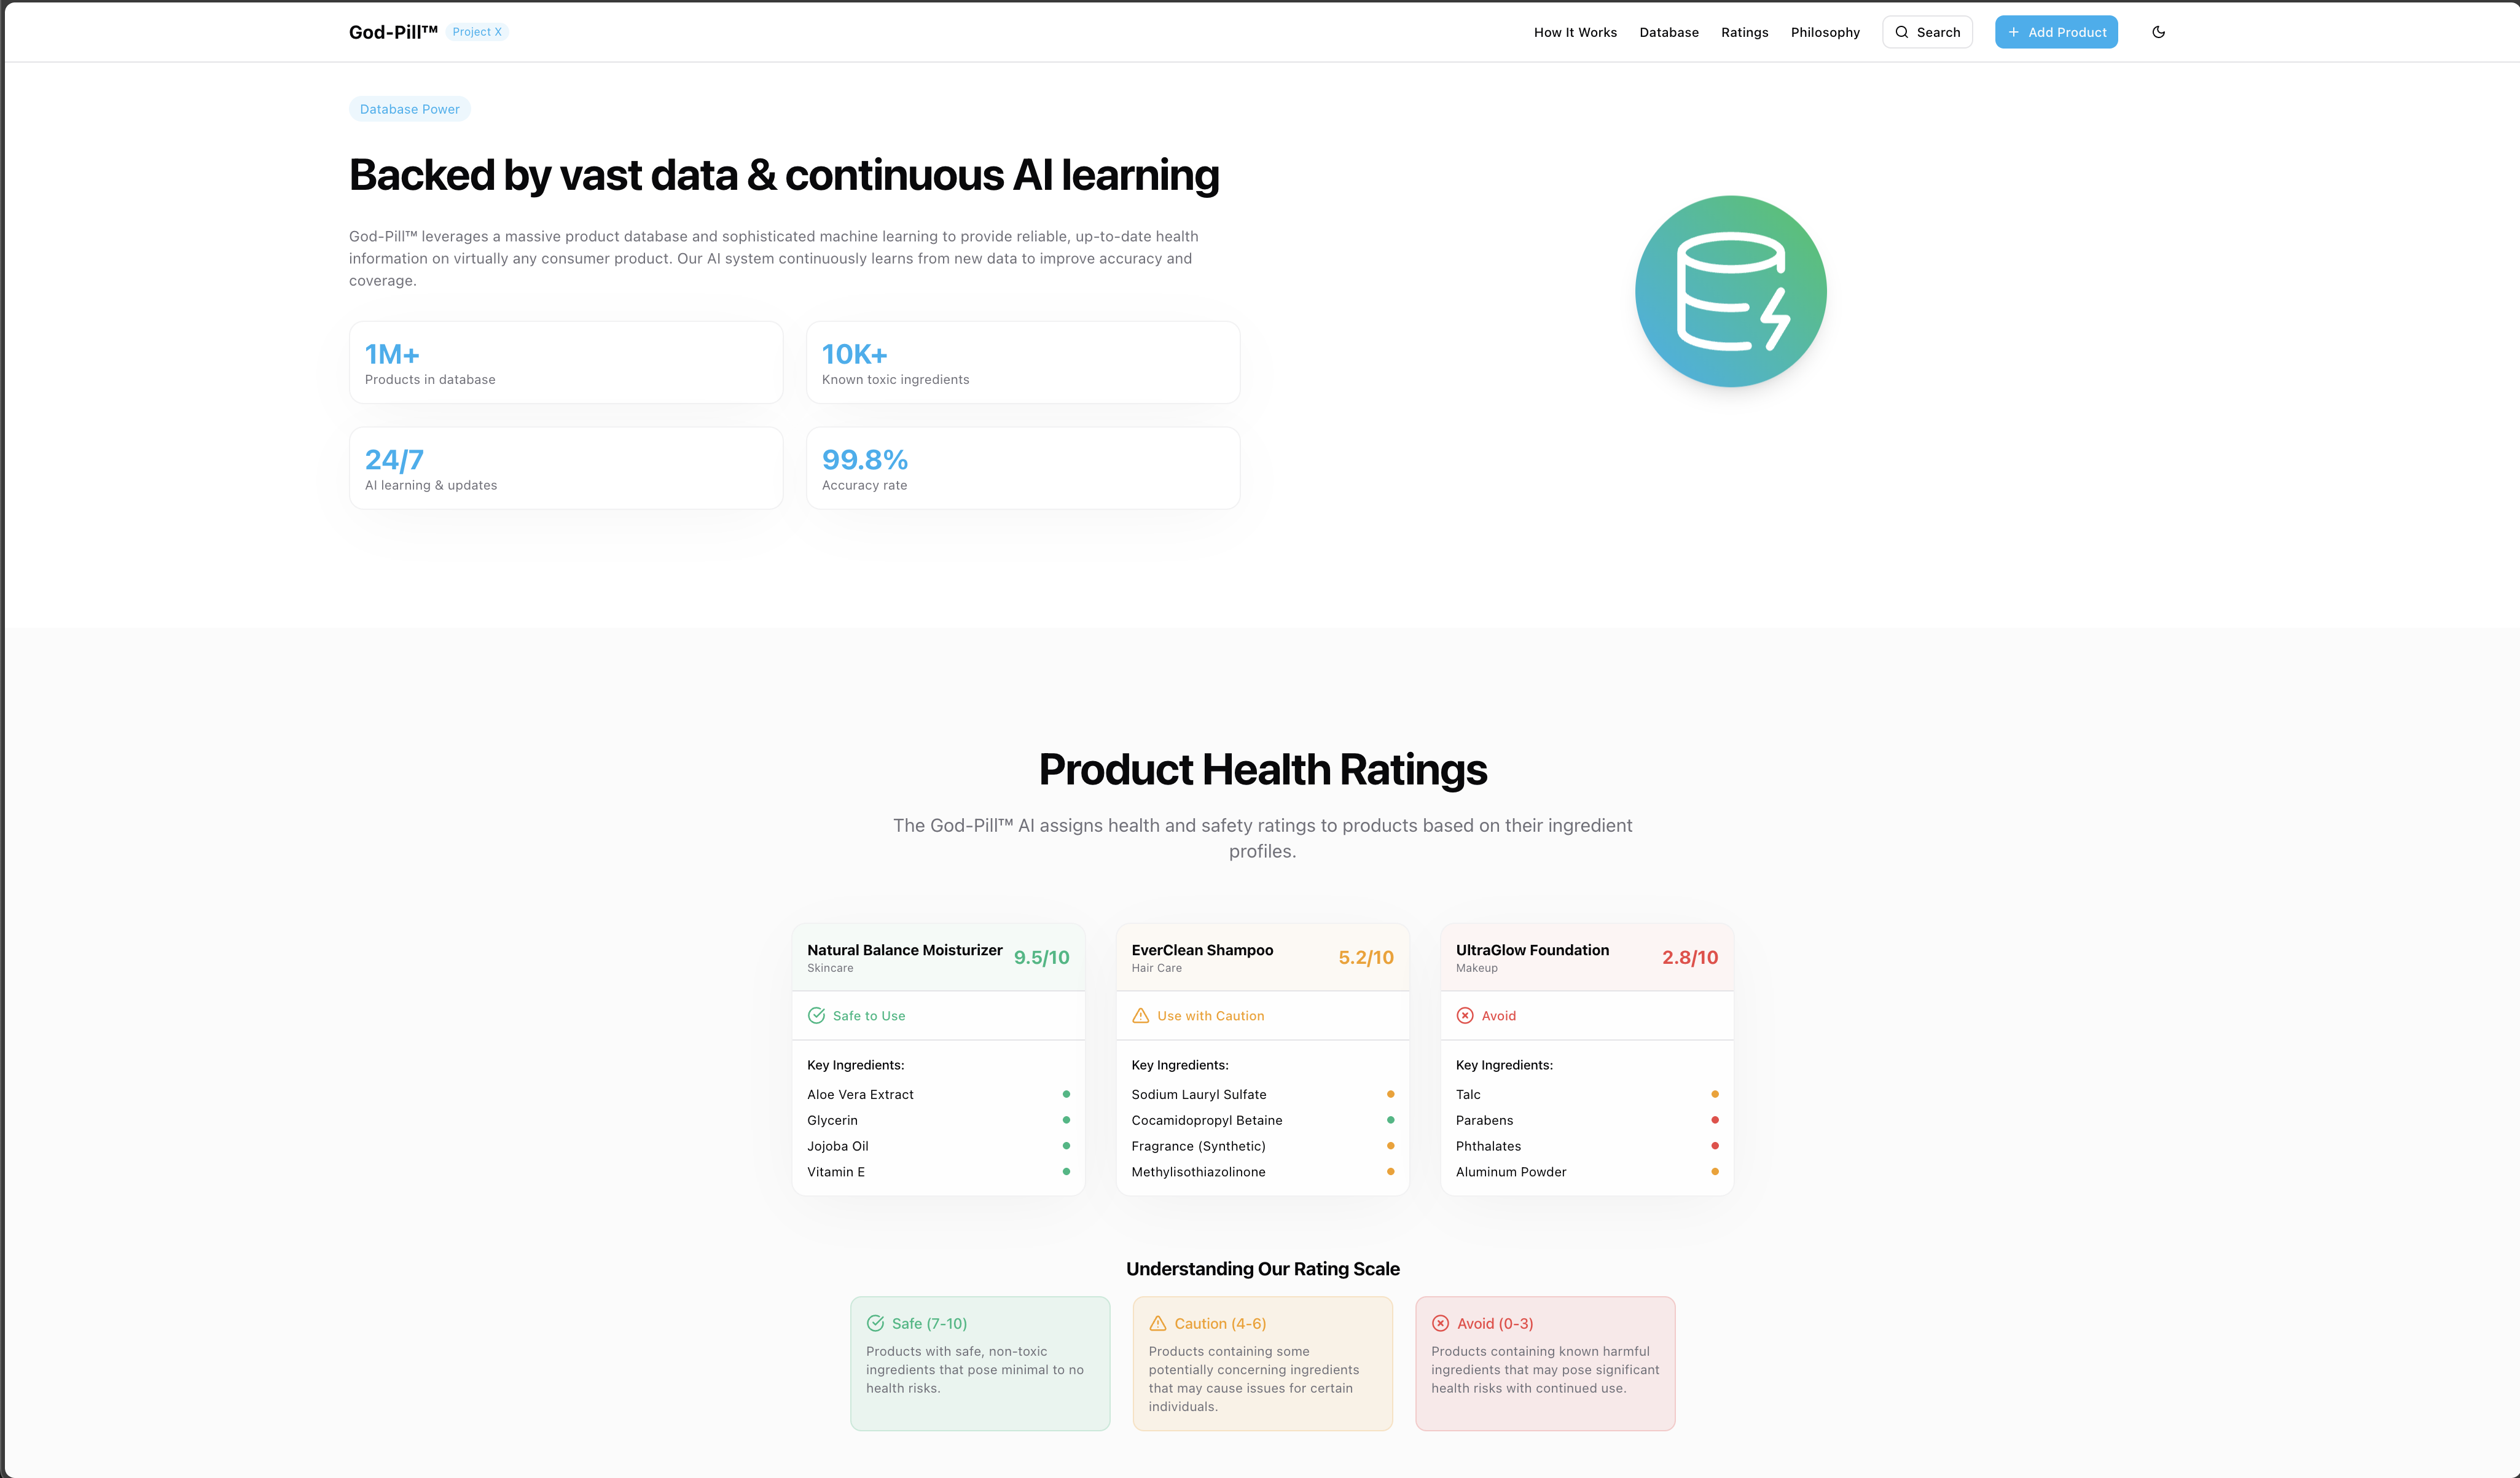 God-Pill™ Project X How It Works Database Ratings Philosophy Search Add Product
Database Power
Backed by vast data & continuous AI learning
God-Pill™ leverages a massive product database and sophisticated machine learning to provide reliable, up-to-date health
information on virtually any consumer product. Our AI system continuously learns from new data to improve accuracy and
coverage.
1M+
Products in database
10K+
Known toxic ingredients
24/7
AI learning & updates
99.8%
Accuracy rate
Product Health Ratings
The God-Pill™ AI assigns health and safety ratings to products based on their ingredient
profiles.
Natural Balance Moisturizer 9.5/10
Skincare
Safe to Use
Key Ingredients:
Aloe Vera Extract
Glycerin
Jojoba Oil
Vitamin E
EverClean Shampoo 5.2/10
Hair Care
Use with Caution
Key Ingredients:
Sodium Lauryl Sulfate
Cocamidopropyl Betaine
Fragrance (Synthetic)
Methylisothiazolinone
UltraGlow Foundation 2.8/10
Makeup
Avoid
Key Ingredients:
Talc
Parabens
Phthalates
Aluminum Powder
Understanding Our Rating Scale
Safe (7-10)
Products with safe, non-toxic
ingredients that pose minimal to no
health risks.
Caution (4-6)
Products containing some
potentially concerning ingredients
that may cause issues for certain
individuals.
Avoid (0-3)
Products containing known harmful
ingredients that may pose significant
health risks with continued use.